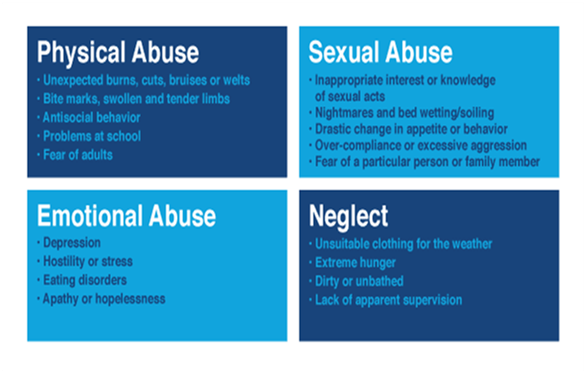 Physical Abuse
· Unexpected burns, cuts, bruises or welts
· Bite marks, swollen and tender limbs
· Antisocial behavior
· Problems at school
· Fear of adults
Sexual Abuse
· Inappropriate interest or knowledge
of sexual acts
· Nightmares and bed wetting/soiling
· Drastic change in appetite or behavior
· Over-compliance or excessive aggression
· Fear of a particular person or family member
Emotional Abuse
· Depression
· Hostility or stress
· Eating disorders
· Apathy or hopelessness
Neglect
· Unsuitable clothing for the weather
· Extreme hunger
· Dirty or unbathed
· Lack of apparent supervision